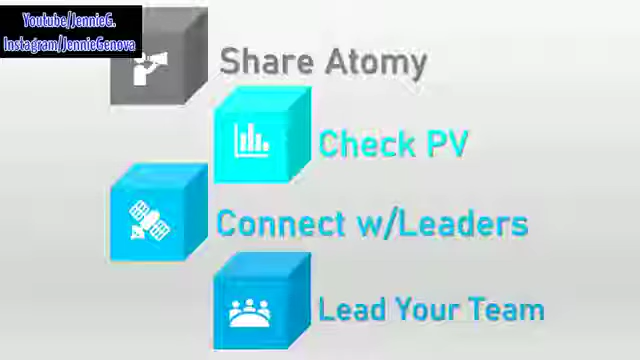 Youtube/JennieG.
Instagram/JennieGenova
Share Atomy
Check PV
Connect w/Leaders
Lead Your Team